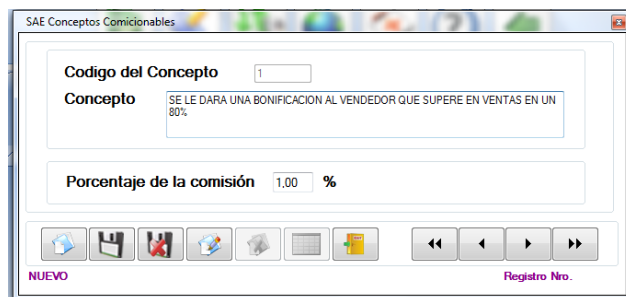 SAE Conceptos Comicionables
Codigo del Concepto 1
Concepto SE LE DARA UNA BONIFICACION AL VENDEDOR QUE SUPERE EN VENTAS EN UN
80%
Porcentaje de la comisión 1,00 %
NUEVO Registro Nro.